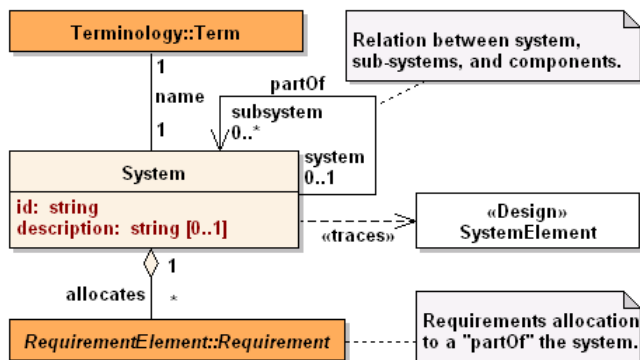 Terminology::Term
Relation between system,
sub-systems, and components.
1
name
1
partOf
subsystem
0..*
system
0..1
System
id: string
description: string [0..1]
«traces»
«Design»
SystemElement
1
allocates
*
RequirementElement::Requirement
Requirements allocation
to a "partOf" the system.